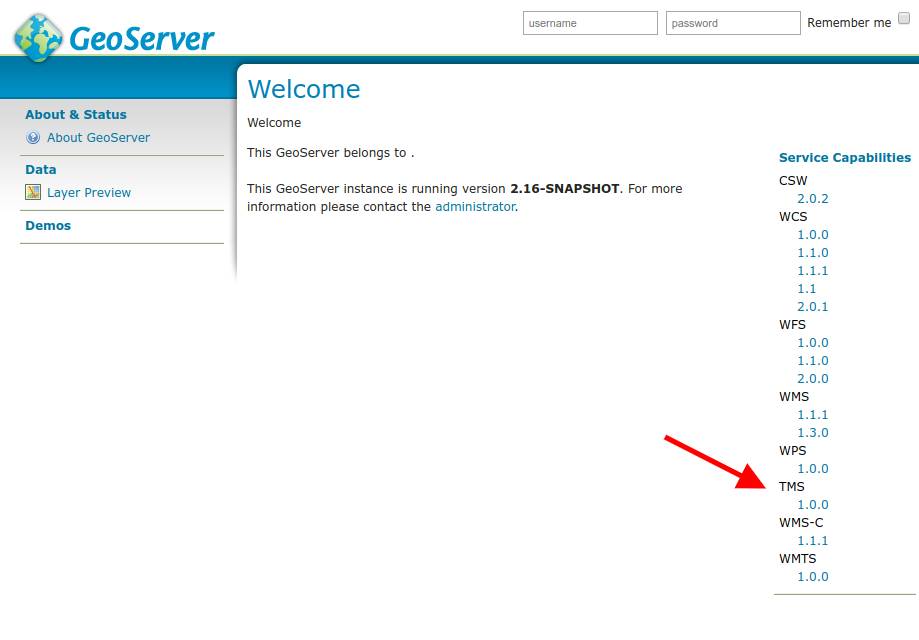 GeoServer
username
password
Remember me
About & Status
About GeoServer
Data
Layer Preview
Demos
Welcome
Welcome
This GeoServer belongs to .
This GeoServer instance is running version 2.16-SNAPSHOT. For more
information please contact the administrator.
Service Capabilities
CSW
2.0.2
WCS
1.0.0
1.1.0
1.1.1
1.1
2.0.1
WFS
1.0.0
1.1.0
2.0.0
WMS
1.1.1
1.3.0
WPS
1.0.0
TMS
1.0.0
WMS-C
1.1.1
WMTS
1.0.0